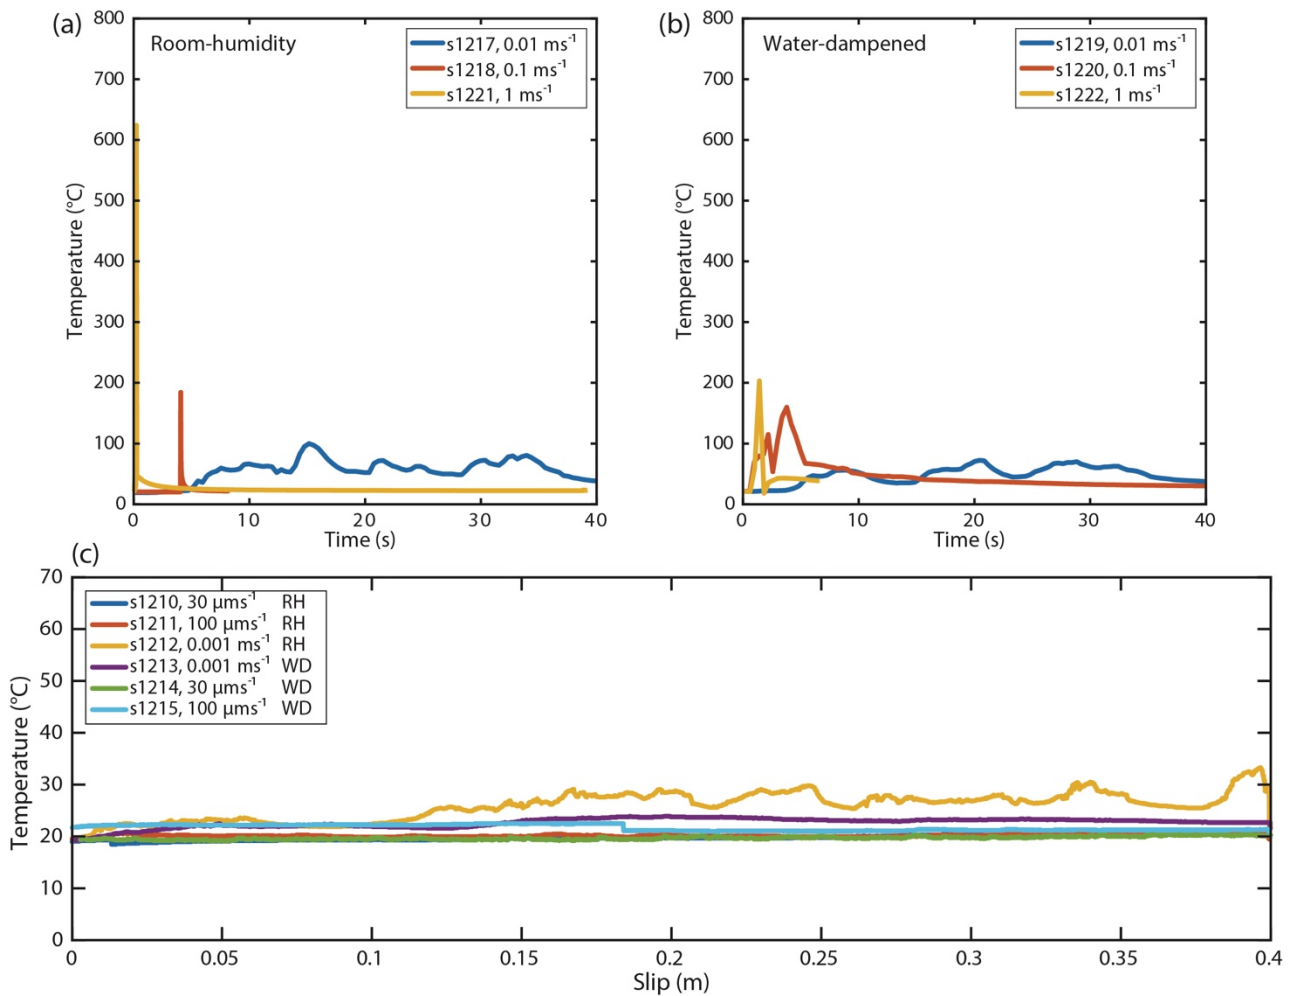 (a)
Room-humidity
s1217, 0.01 ms⁻¹
s1218, 0.1 ms⁻¹
s1221, 1 ms⁻¹
800
700
600
500
400
300
200
100
0
Temperature (°C)
0 10 20 30 40
Time (s)
(b)
Water-dampened
s1219, 0.01 ms⁻¹
s1220, 0.1 ms⁻¹
s1222, 1 ms⁻¹
800
700
600
500
400
300
200
100
0
Temperature (°C)
0 10 20 30 40
Time (s)
(c)
s1210, 30 µms⁻¹ RH
s1211, 100 µms⁻¹ RH
s1212, 0.001 ms⁻¹ RH
s1213, 0.001 ms⁻¹ WD
s1214, 30 µms⁻¹ WD
s1215, 100 µms⁻¹ WD
70
60
50
40
30
20
10
0
Temperature (°C)
0 0.05 0.1 0.15 0.2 0.25 0.3 0.35 0.4
Slip (m)